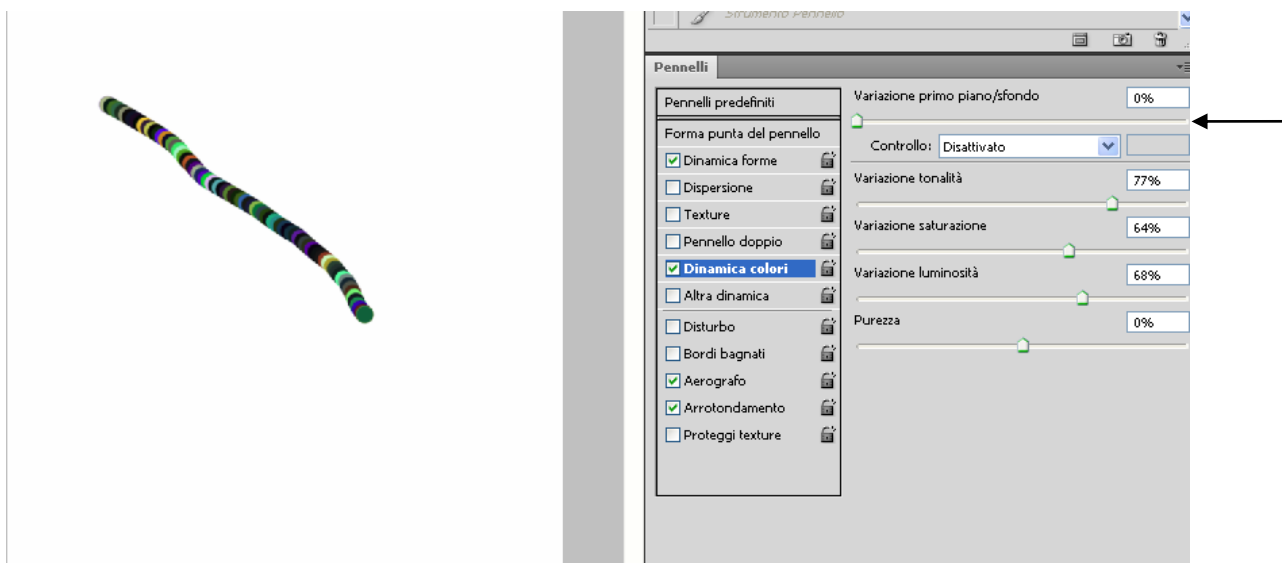 Strumento Pennello
Pennelli
Pennelli predefiniti
Forma punta del pennello
Dinamica forme
Dispersione
Texture
Pennello doppio
Dinamica colori
Altra dinamica
Disturbo
Bordi bagnati
Aerografo
Arrotondamento
Proteggi texture
Variazione primo piano/sfondo 0%
Controllo: Disattivato
Variazione tonalità 77%
Variazione saturazione 64%
Variazione luminosità 68%
Purezza 0%